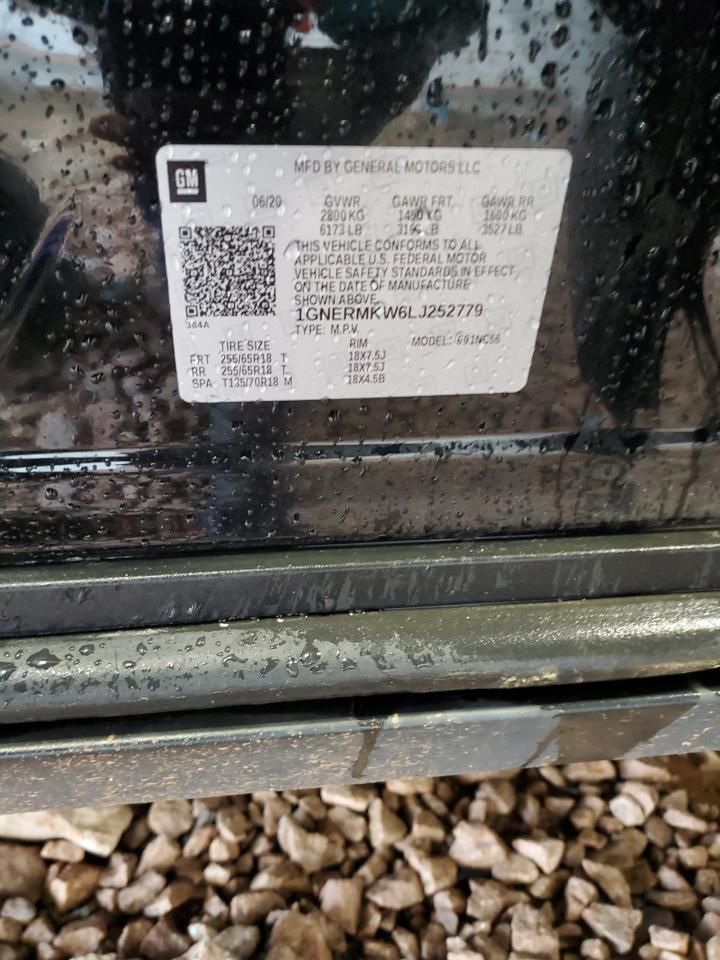 GM
MFD BY GENERAL MOTORS LLC
06/20 GVWR GAWR FRT GAWR RR
2800 KG 1450 KG 1600 KG
6173 LB LB 3527 LB
THIS VEHICLE CONFORMS TO ALL
APPLICABLE U.S. FEDERAL MOTOR
VEHICLE SAFETY STANDARDS IN EFFECT
ON THE DATE OF MANUFACTURE
SHOWN ABOVE.
1GNERMKW6LJ252779
384A
TYPE: M.P.V. MODEL:
TIRE SIZE RIM
FRT 255/65R18 T 18X7.5J
RR 255/65R18 T 18X7.5J
SPA T135/70R18 M 18X4.5B